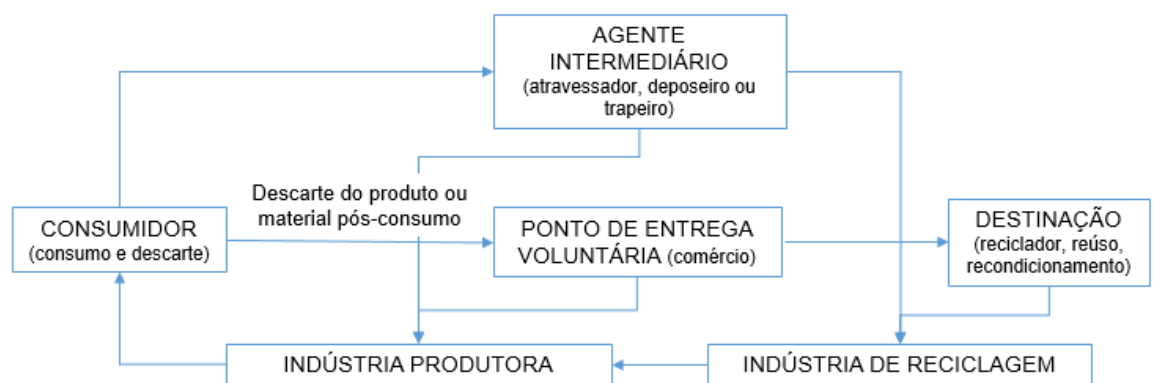 AGENTE
INTERMEDIÁRIO
(atravessador, deposeiro ou
trapeiro)
Descarte do produto ou
material pós-consumo
CONSUMIDOR
(consumo e descarte)
PONTO DE ENTREGA
VOLUNTÁRIA (comércio)
DESTINAÇÃO
(reciclador, reúso,
recondicionamento)
INDÚSTRIA PRODUTORA
INDÚSTRIA DE RECICLAGEM